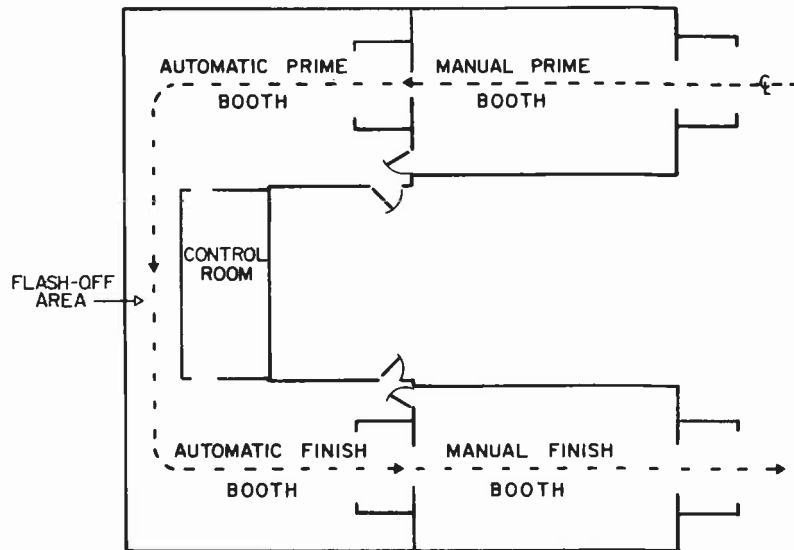 AUTOMATIC PRIME
BOOTH
MANUAL PRIME
BOOTH
℄
CONTROL
ROOM
FLASH-OFF
AREA
AUTOMATIC FINISH
BOOTH
MANUAL FINISH
BOOTH